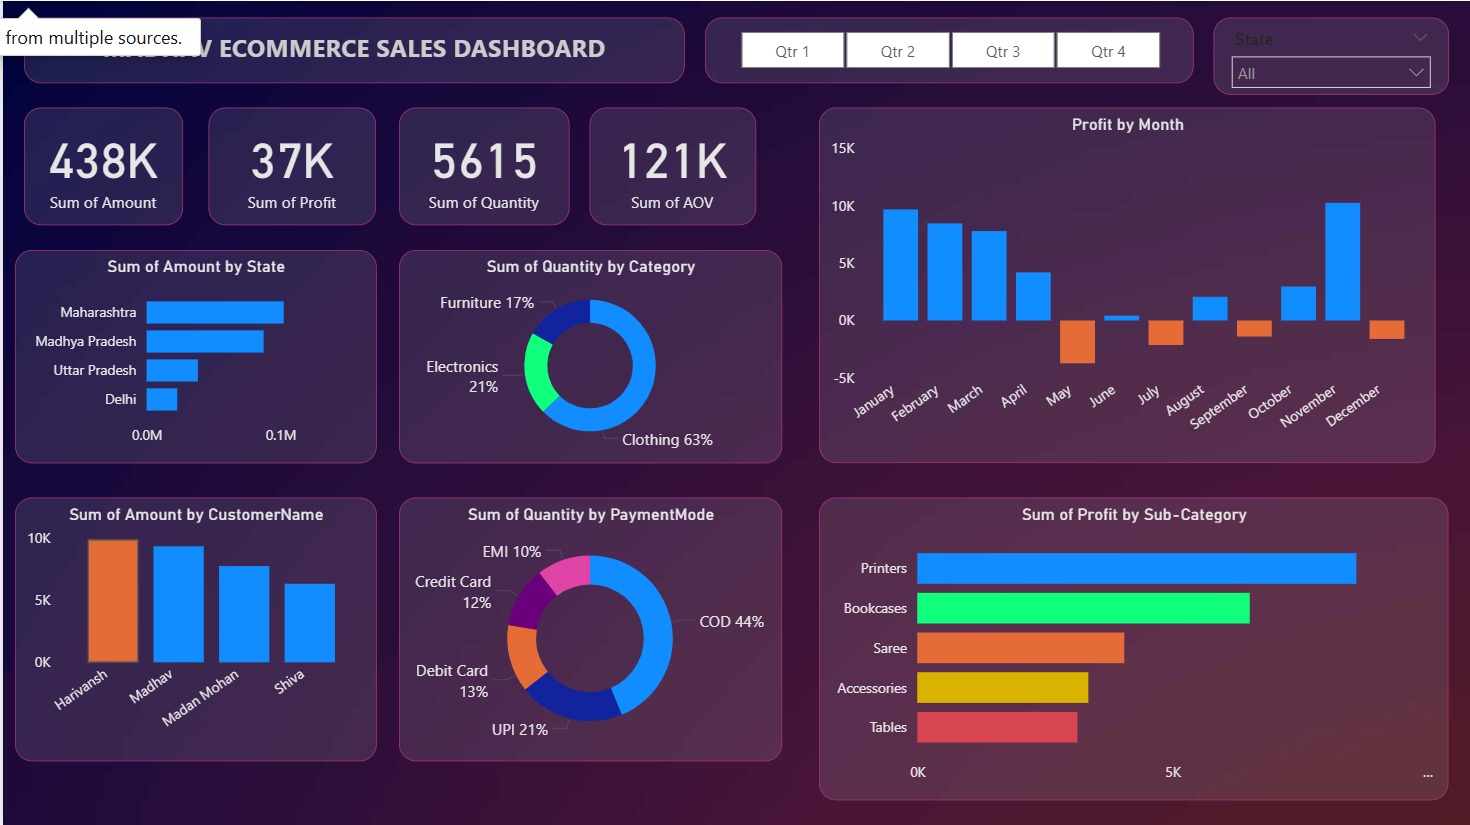 from multiple sources.
ECOMMERCE SALES DASHBOARD
Qtr 1
Qtr 2
Qtr 3
Qtr 4
State
All
438K
Sum of Amount
37K
Sum of Profit
5615
Sum of Quantity
121K
Sum of AOV
Profit by Month
15K
10K
5K
0K
-5K
January
February
March
April
May
June
July
August
September
October
November
December
Sum of Amount by State
Maharashtra
Madhya Pradesh
Uttar Pradesh
Delhi
0.0M
0.1M
Sum of Quantity by Category
Furniture 17%
Electronics
21%
Clothing 63%
Sum of Amount by CustomerName
10K
5K
0K
Harivansh
Madhav
Madan Mohan
Shiva
Sum of Quantity by PaymentMode
EMI 10%
Credit Card
12%
COD 44%
Debit Card
13%
UPI 21%
Sum of Profit by Sub-Category
Printers
Bookcases
Saree
Accessories
Tables
0K
5K
...